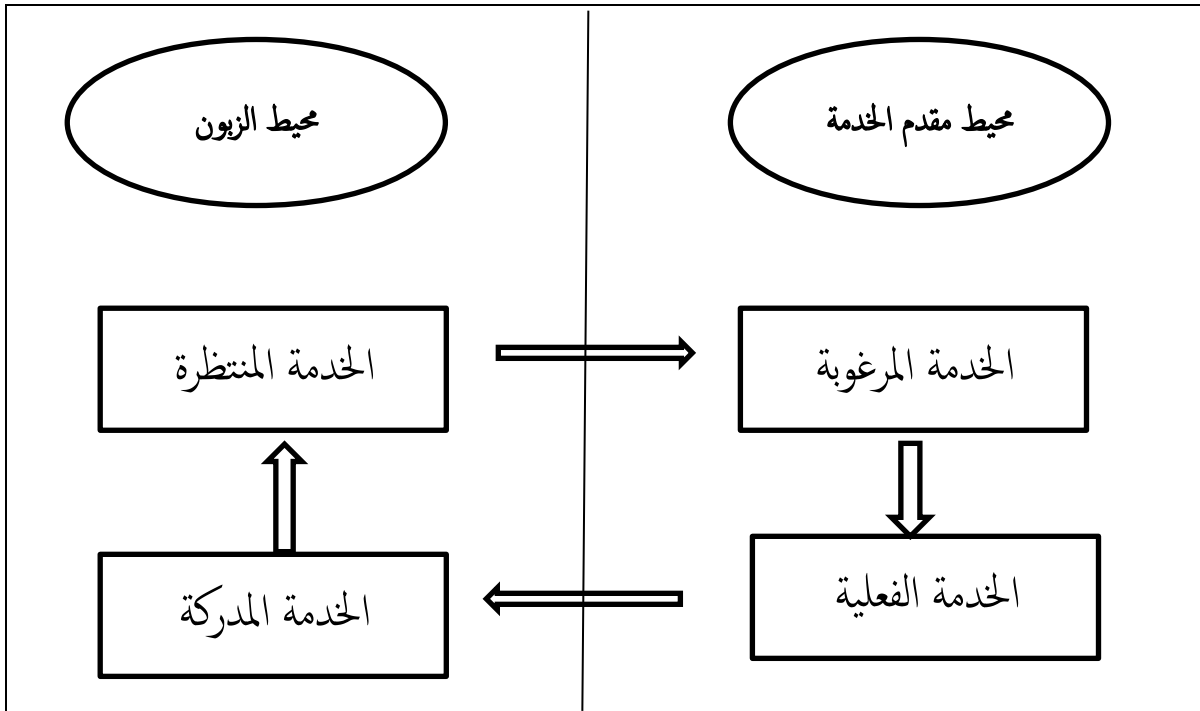 محيط مقدم الخدمة
محيط الزبون
الخدمة المرغوبة
الخدمة المنتظرة
الخدمة الفعلية
الخدمة المدركة